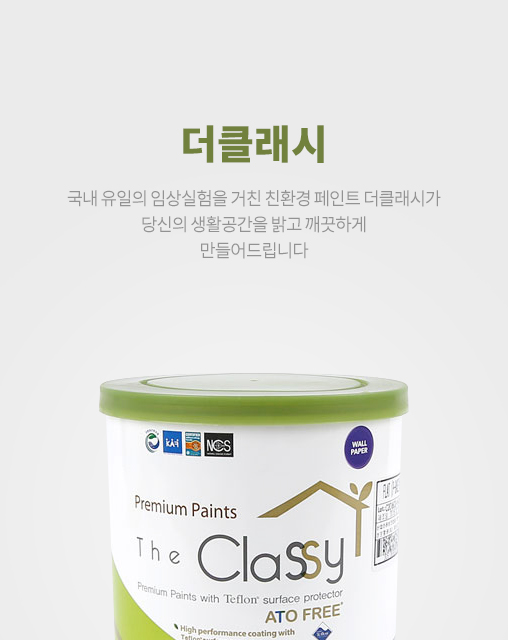 더클래시
국내 유일의 임상실험을 거친 친환경 페인트 더클래시가
당신의 생활공간을 밝고 깨끗하게
만들어드립니다
KAF
NCS
WALL
PAPER
Premium Paints
The Classy
Premium Paints with Teflon® surface protector
ATO FREE
High performance coating with